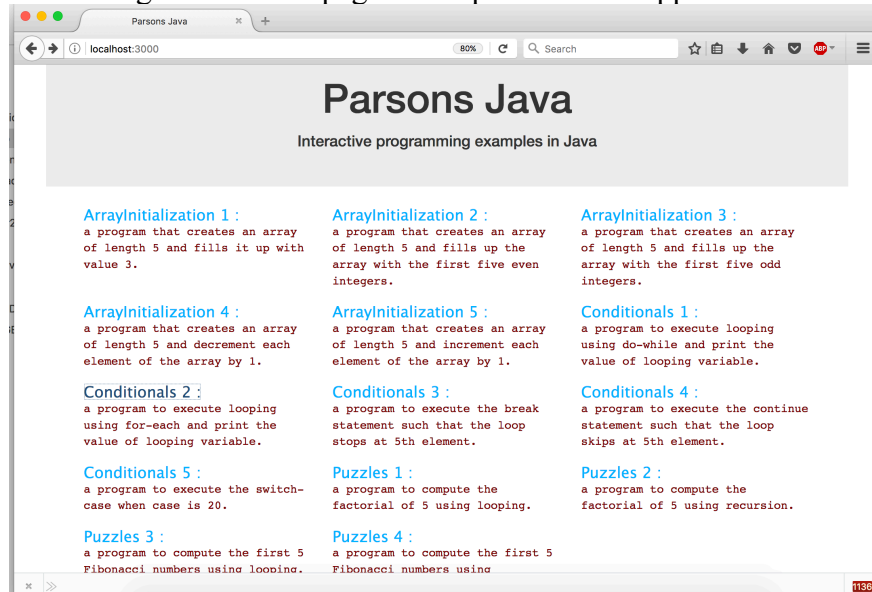 Parsons Java
localhost:3000
80%
Search
ABP
Parsons Java
Interactive programming examples in Java
ArrayInitialization 1 :
a program that creates an array
of length 5 and fills it up with
value 3.
ArrayInitialization 2 :
a program that creates an array
of length 5 and fills up the
array with the first five even
integers.
ArrayInitialization 3 :
a program that creates an array
of length 5 and fills up the
array with the first five odd
integers.
ArrayInitialization 4 :
a program that creates an array
of length 5 and decrement each
element of the array by 1.
ArrayInitialization 5 :
a program that creates an array
of length 5 and increment each
element of the array by 1.
Conditionals 1 :
a program to execute looping
using do-while and print the
value of looping variable.
Conditionals 2 :
a program to execute looping
using for-each and print the
value of looping variable.
Conditionals 3 :
a program to execute the break
statement such that the loop
stops at 5th element.
Conditionals 4 :
a program to execute the continue
statement such that the loop
skips at 5th element.
Conditionals 5 :
a program to execute the switch-
case when case is 20.
Puzzles 1 :
a program to compute the
factorial of 5 using looping.
Puzzles 2 :
a program to compute the
factorial of 5 using recursion.
Puzzles 3 :
a program to compute the first 5
Fibonacci numbers using looping.
Puzzles 4 :
a program to compute the first 5
Fibonacci numbers using
1136